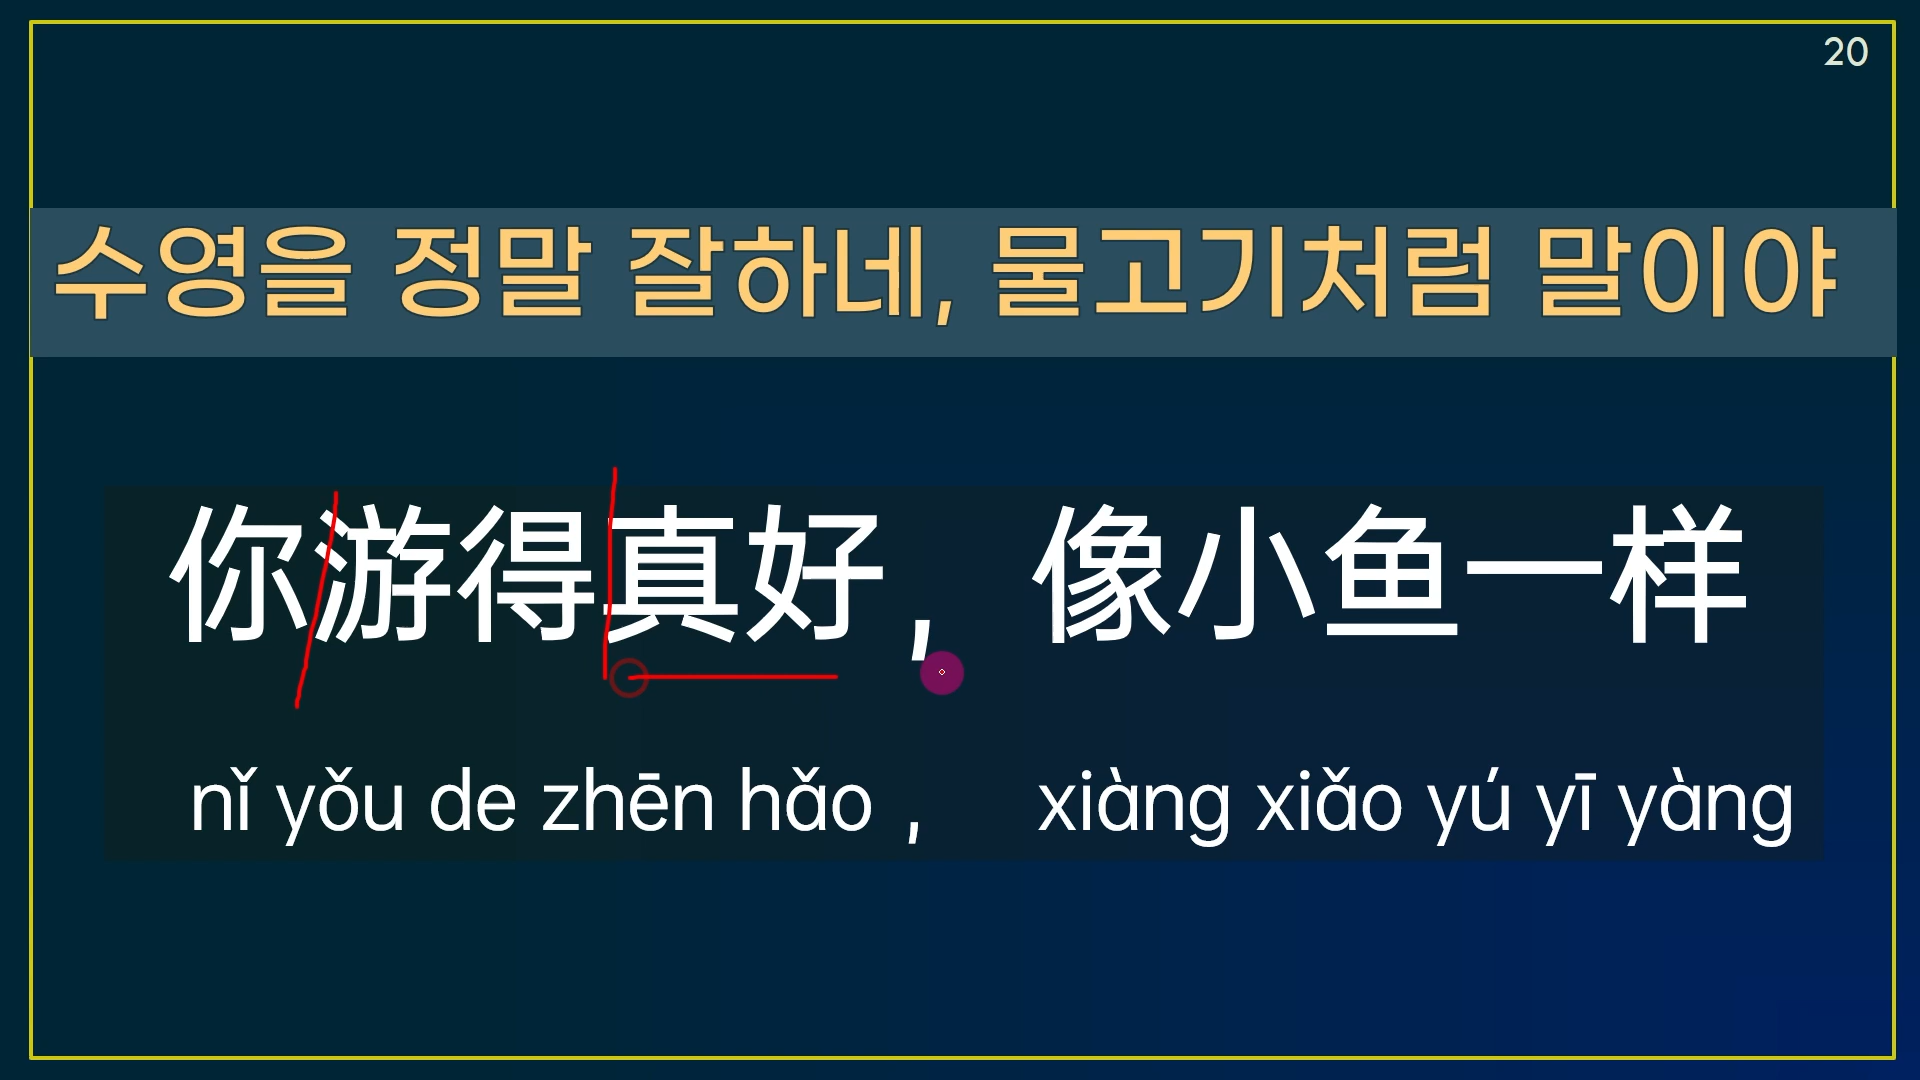 20
수영을 정말 잘하네, 물고기처럼 말이야
你游得真好，像小鱼一样
nǐ yǒu de zhēn hǎo , xiàng xiǎo yú yī yàng